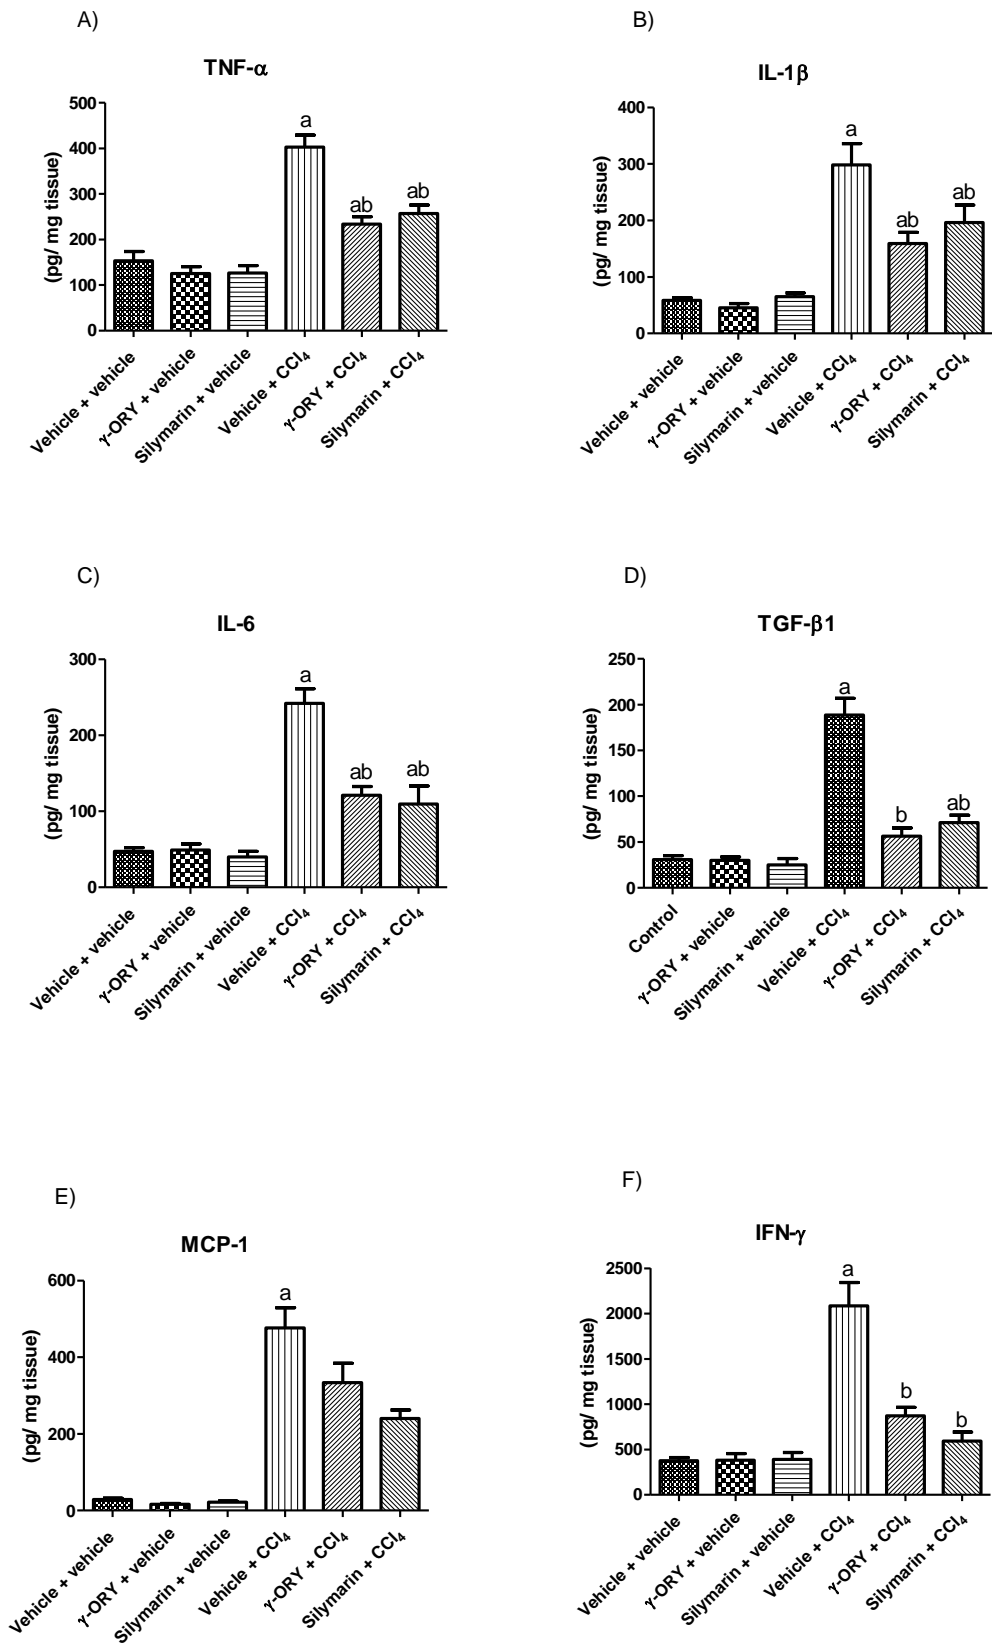 A)
TNF-α
(pg/ mg tissue)
500
400
300
200
100
0
a
ab
ab
Vehicle + vehicle
γ-ORY + vehicle
Silymarin + vehicle
Vehicle + CCl₄
γ-ORY + CCl₄
Silymarin + CCl₄
B)
IL-1β
(pg/ mg tissue)
400
300
200
100
0
a
ab
ab
Vehicle + vehicle
γ-ORY + vehicle
Silymarin + vehicle
Vehicle + CCl₄
γ-ORY + CCl₄
Silymarin + CCl₄
C)
IL-6
(pg/ mg tissue)
300
200
100
0
a
ab
ab
Vehicle + vehicle
γ-ORY + vehicle
Silymarin + vehicle
Vehicle + CCl₄
γ-ORY + CCl₄
Silymarin + CCl₄
D)
TGF-β1
(pg/ mg tissue)
250
200
150
100
50
0
a
b
ab
Control
γ-ORY + vehicle
Silymarin + vehicle
Vehicle + CCl₄
γ-ORY + CCl₄
Silymarin + CCl₄
E)
MCP-1
(pg/ mg tissue)
600
400
200
0
a
Vehicle + vehicle
γ-ORY + vehicle
Silymarin + vehicle
Vehicle + CCl₄
γ-ORY + CCl₄
Silymarin + CCl₄
F)
IFN-γ
(pg/ mg tissue)
2500
2000
1500
1000
500
0
a
b
b
Vehicle + vehicle
γ-ORY + vehicle
Silymarin + vehicle
Vehicle + CCl₄
γ-ORY + CCl₄
Silymarin + CCl₄